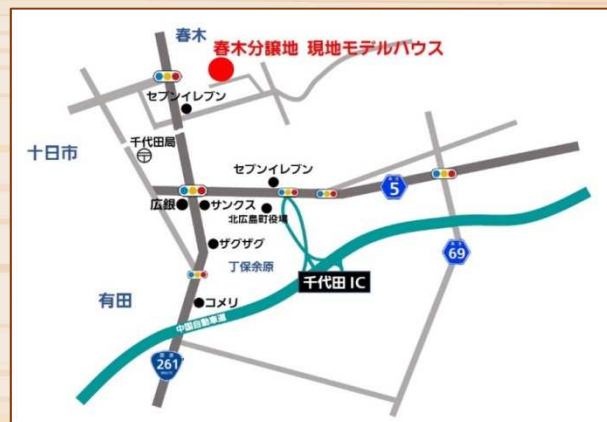 春木
春木分譲地 現地モデルハウス
セブンイレブン
十日市
千代田局
セブンイレブン
5
広銀
サンクス
北広島町役場
ザグザグ
丁保余原
69
千代田 IC
有田
コメリ
中国自動車道
261